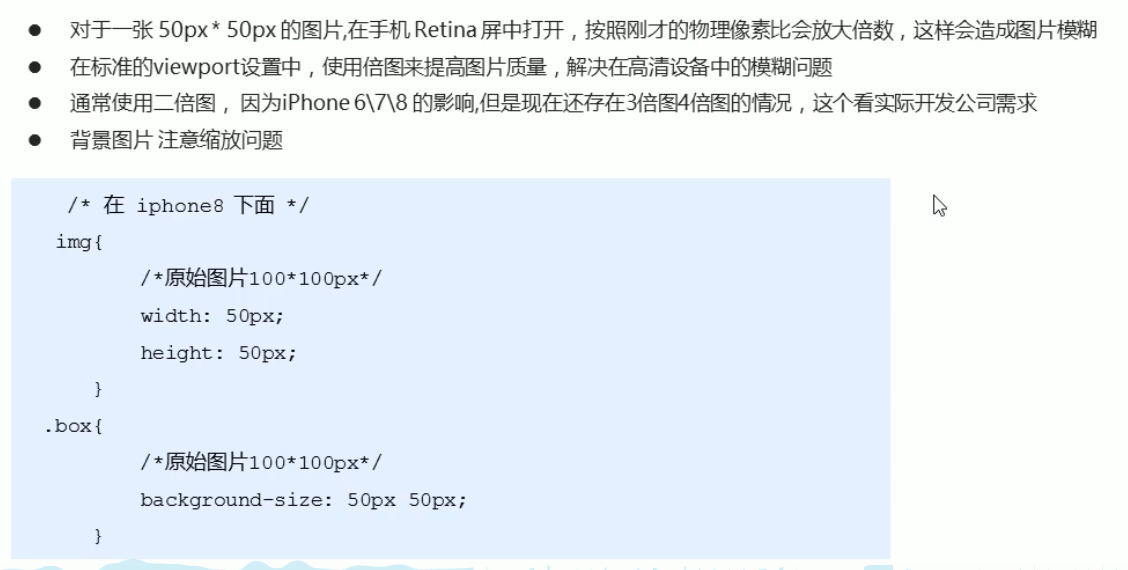 ● 对于一张 50px* 50px 的图片,在手机 Retina 屏中打开，按照刚才的物理像素比会放大倍数，这样会造成图片模糊
● 在标准的viewport设置中，使用倍图来提高图片质量，解决在高清设备中的模糊问题
● 通常使用二倍图， 因为iPhone 6\7\8 的影响,但是现在还存在3倍图4倍图的情况，这个看实际开发公司需求
● 背景图片 注意缩放问题
/* 在 iphone8 下面 */
img{
/*原始图片100*100px*/
width: 50px;
height: 50px;
}
.box{
/*原始图片100*100px*/
background-size: 50px 50px;
}